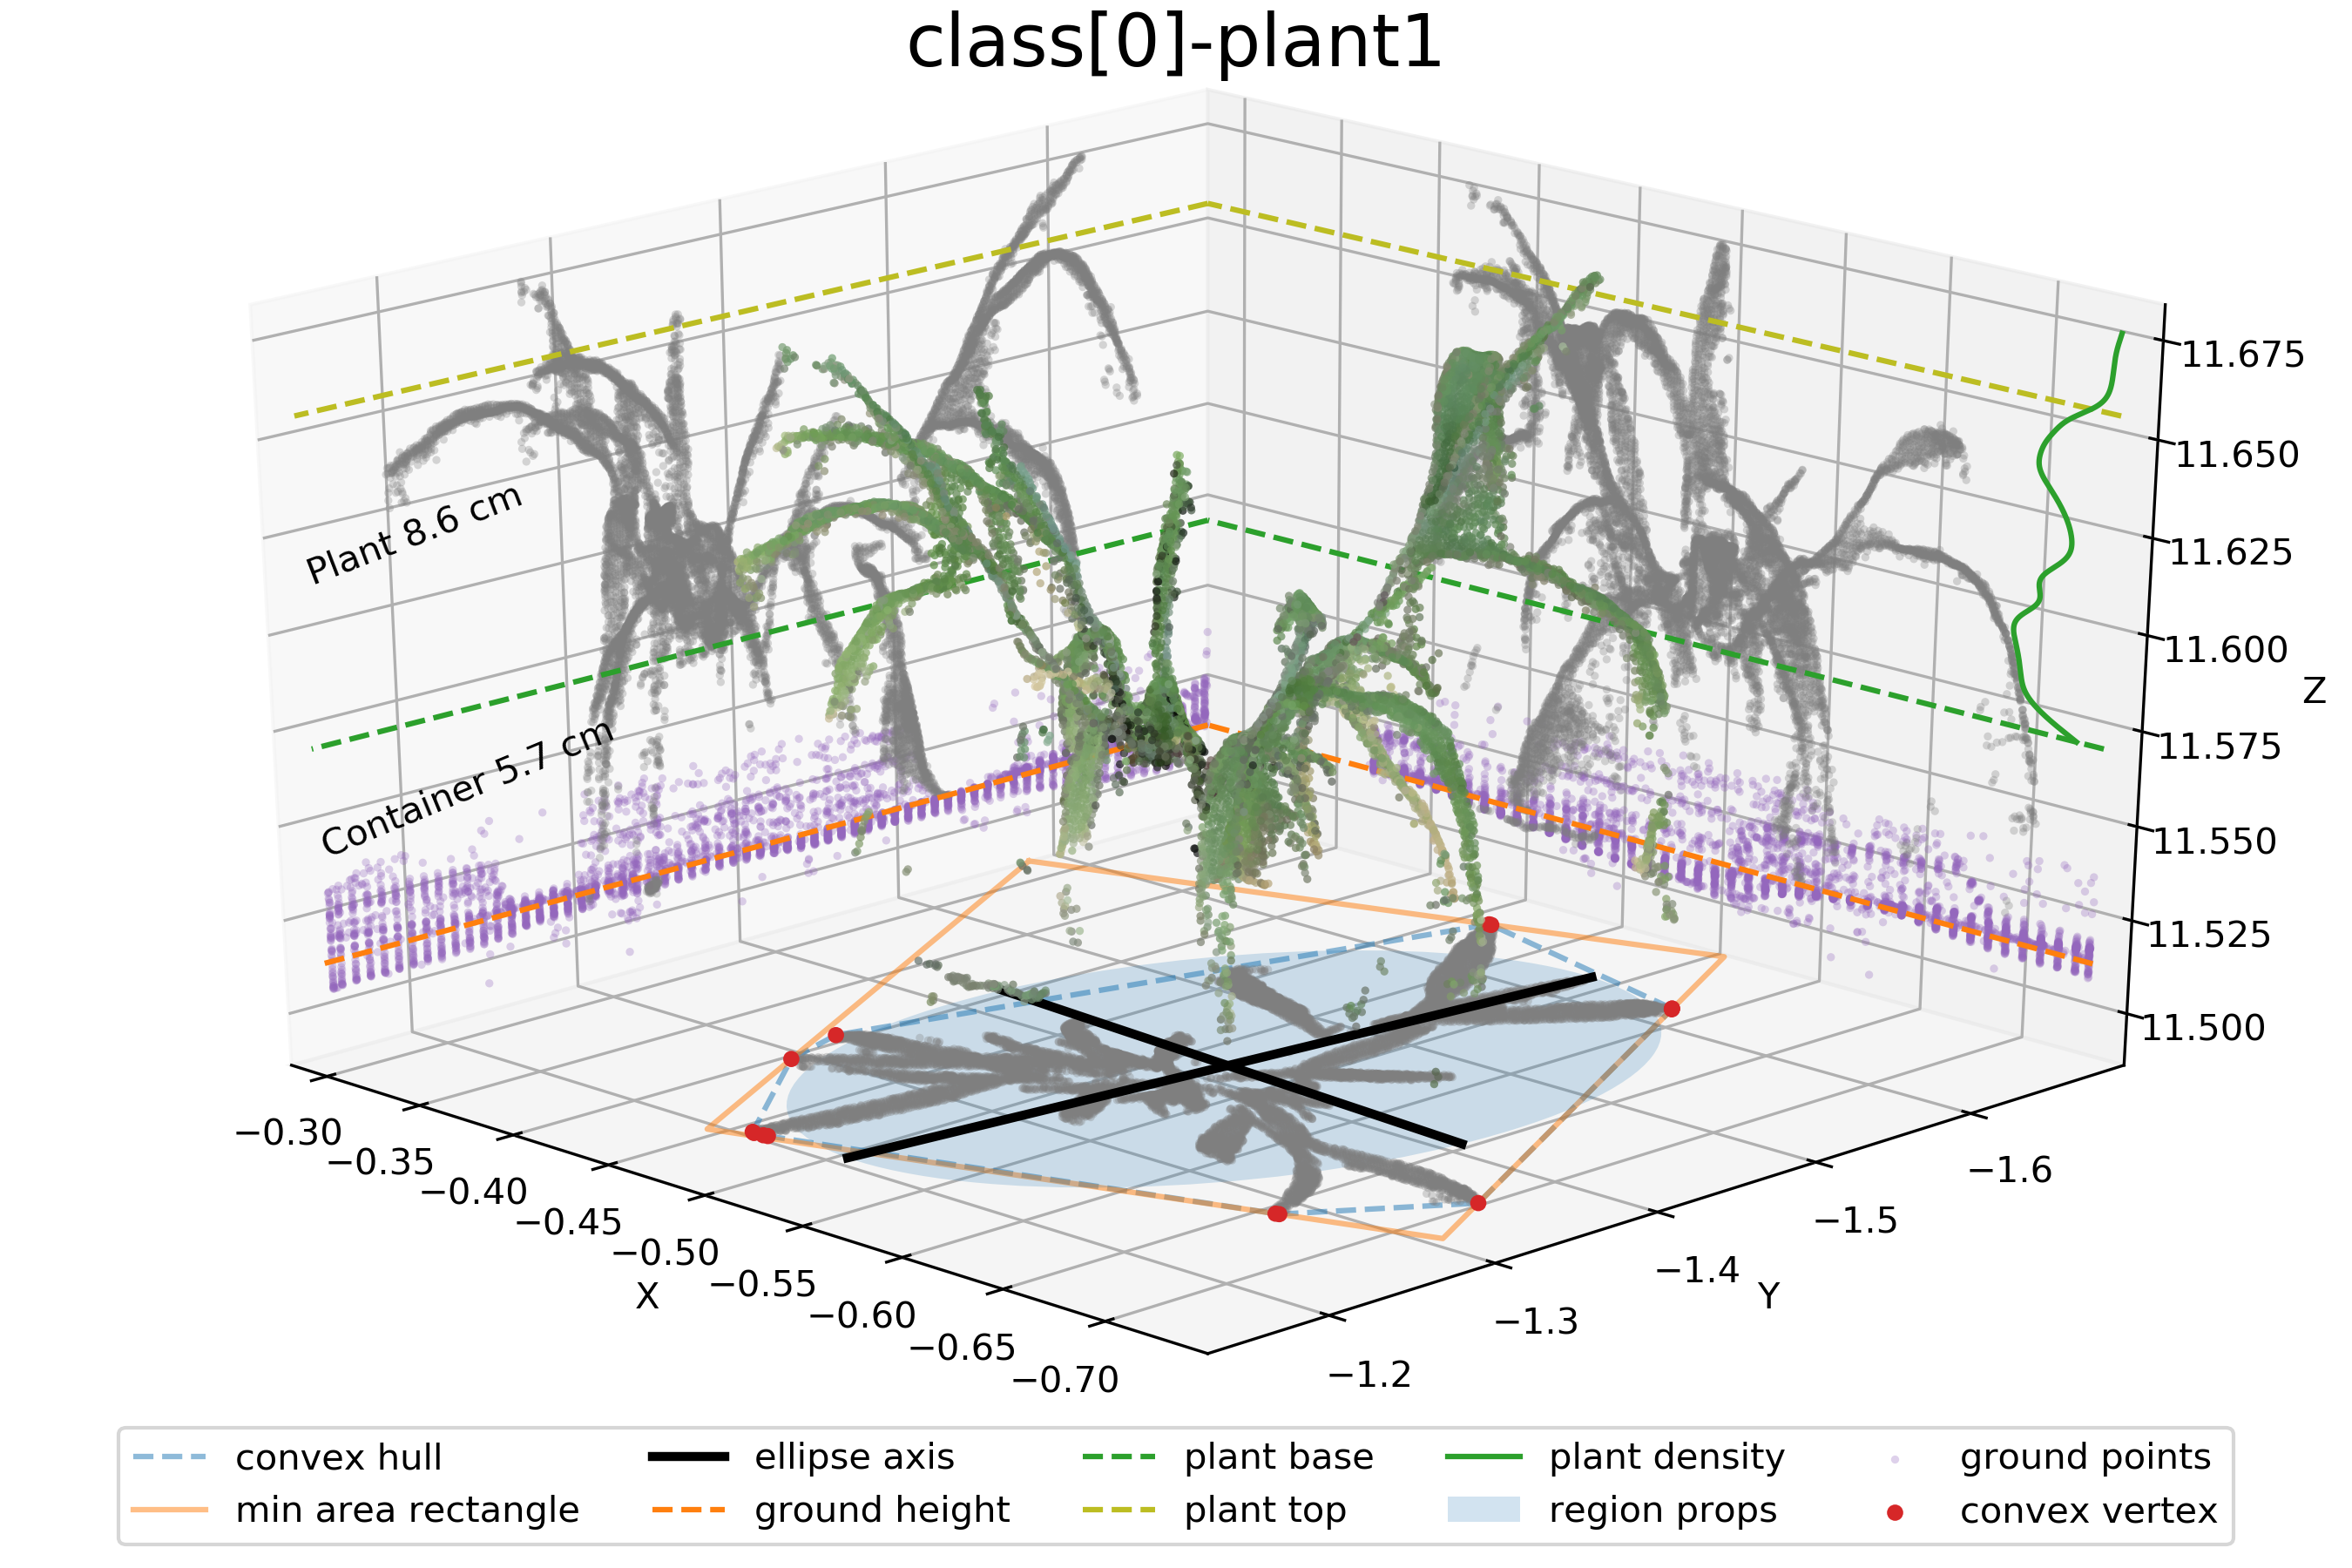 class[0]-plant1
Plant 8.6 cm
Container 5.7 cm
11.675
11.650
11.625
11.600
11.575
11.550
11.525
11.500
Z
−0.30
−0.35
−0.40
−0.45
−0.50
−0.55
−0.60
−0.65
−0.70
X
−1.6
−1.5
−1.4
−1.3
−1.2
Y
convex hull
min area rectangle
ellipse axis
ground height
plant base
plant top
plant density
region props
ground points
convex vertex